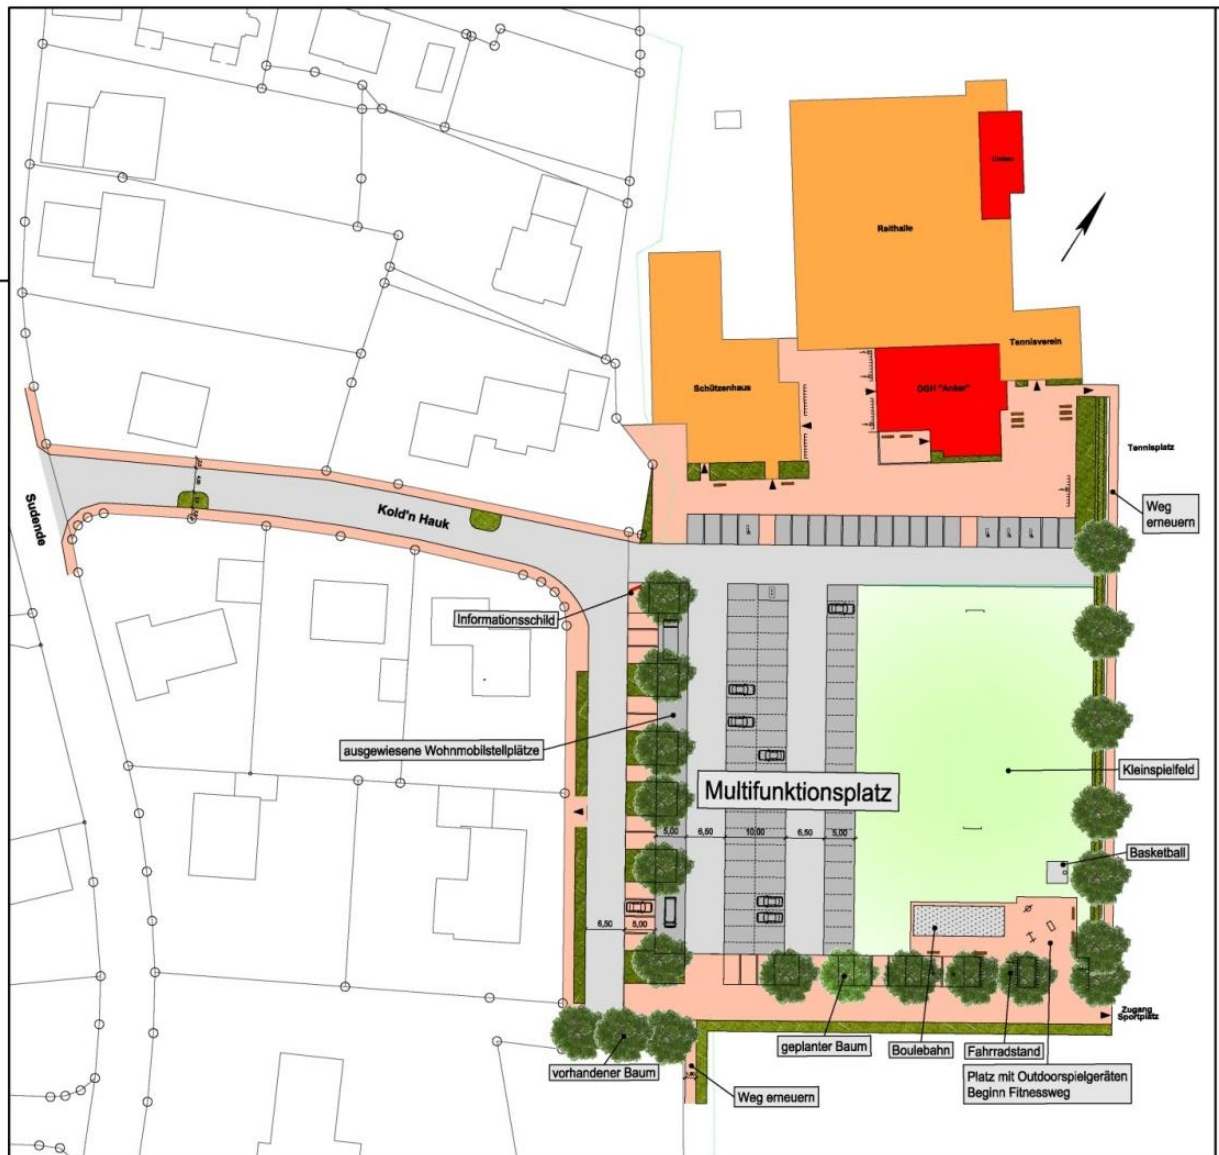 Reithalle
Tennisverein
Schützenhaus
DGH "Anker"
Tennisplatz
Weg
erneuern
Sudende
Kold'n Hauk
Informationsschild
ausgewiesene Wohnmobilstellplätze
Multifunktionsplatz
Kleinspielfeld
5,00
6,50
10,00
6,50
5,00
Basketball
6,50
5,00
Zugang
Sportplatz
geplanter Baum
Boulebahn
Fahrradstand
vorhandener Baum
Platz mit Outdoorspielgeräten
Beginn Fitnessweg
Weg erneuern